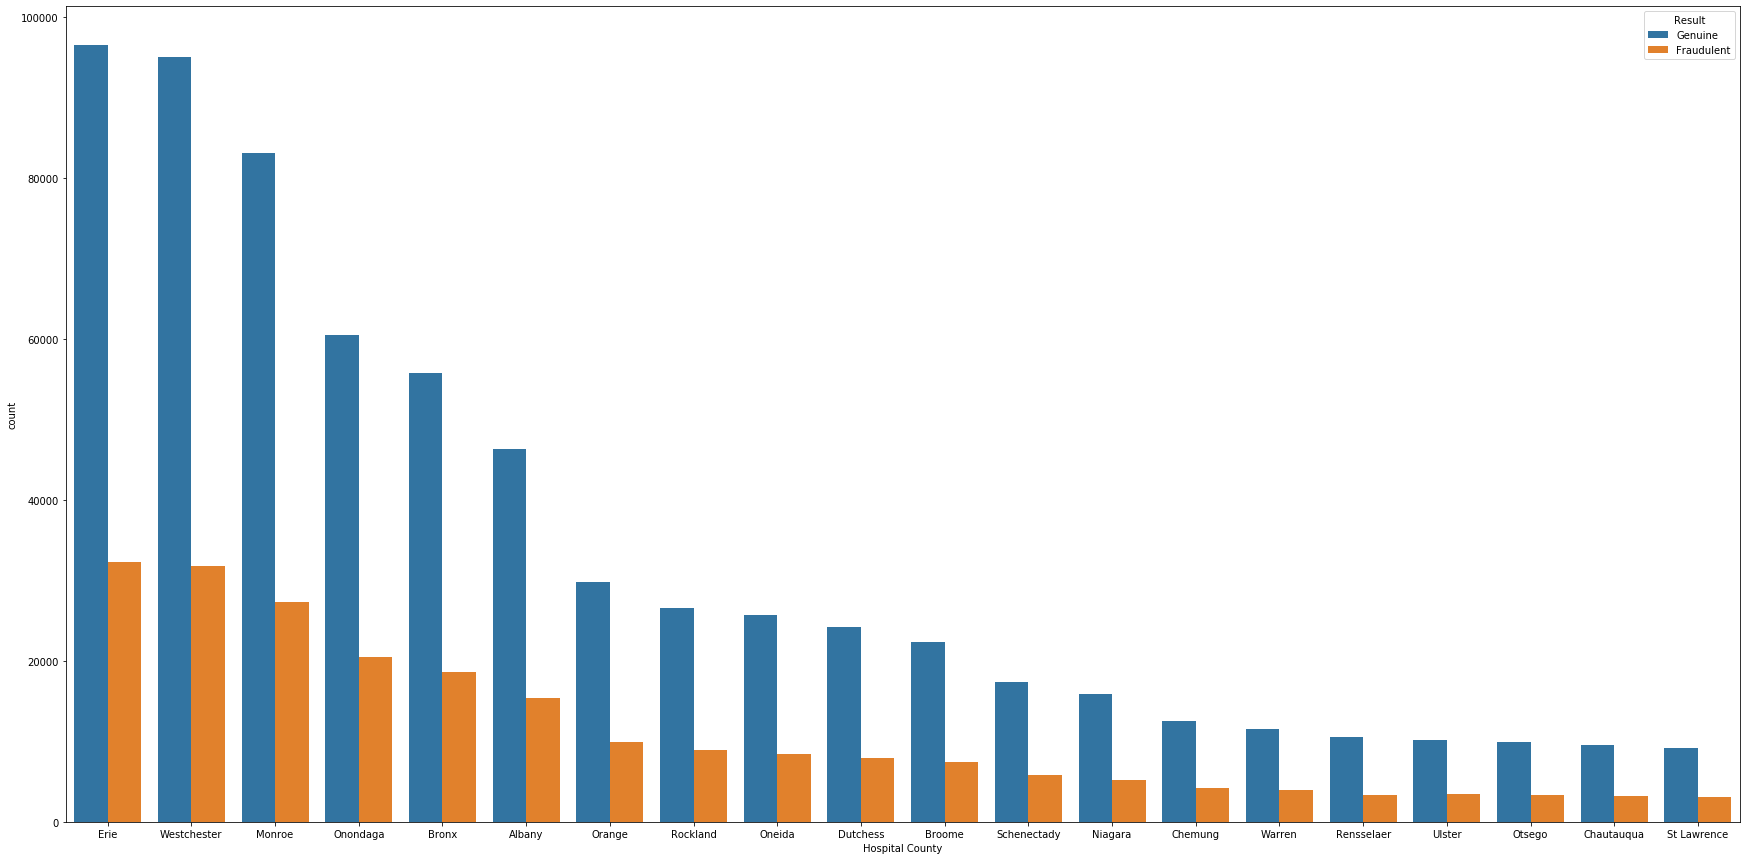 100000
80000
60000
40000
20000
0
count
Result
Genuine
Fraudulent
Erie Westchester Monroe Onondaga Bronx Albany Orange Rockland Oneida Dutchess Broome Schenectady Niagara Chemung Warren Rensselaer Ulster Otsego Chautauqua St Lawrence
Hospital County